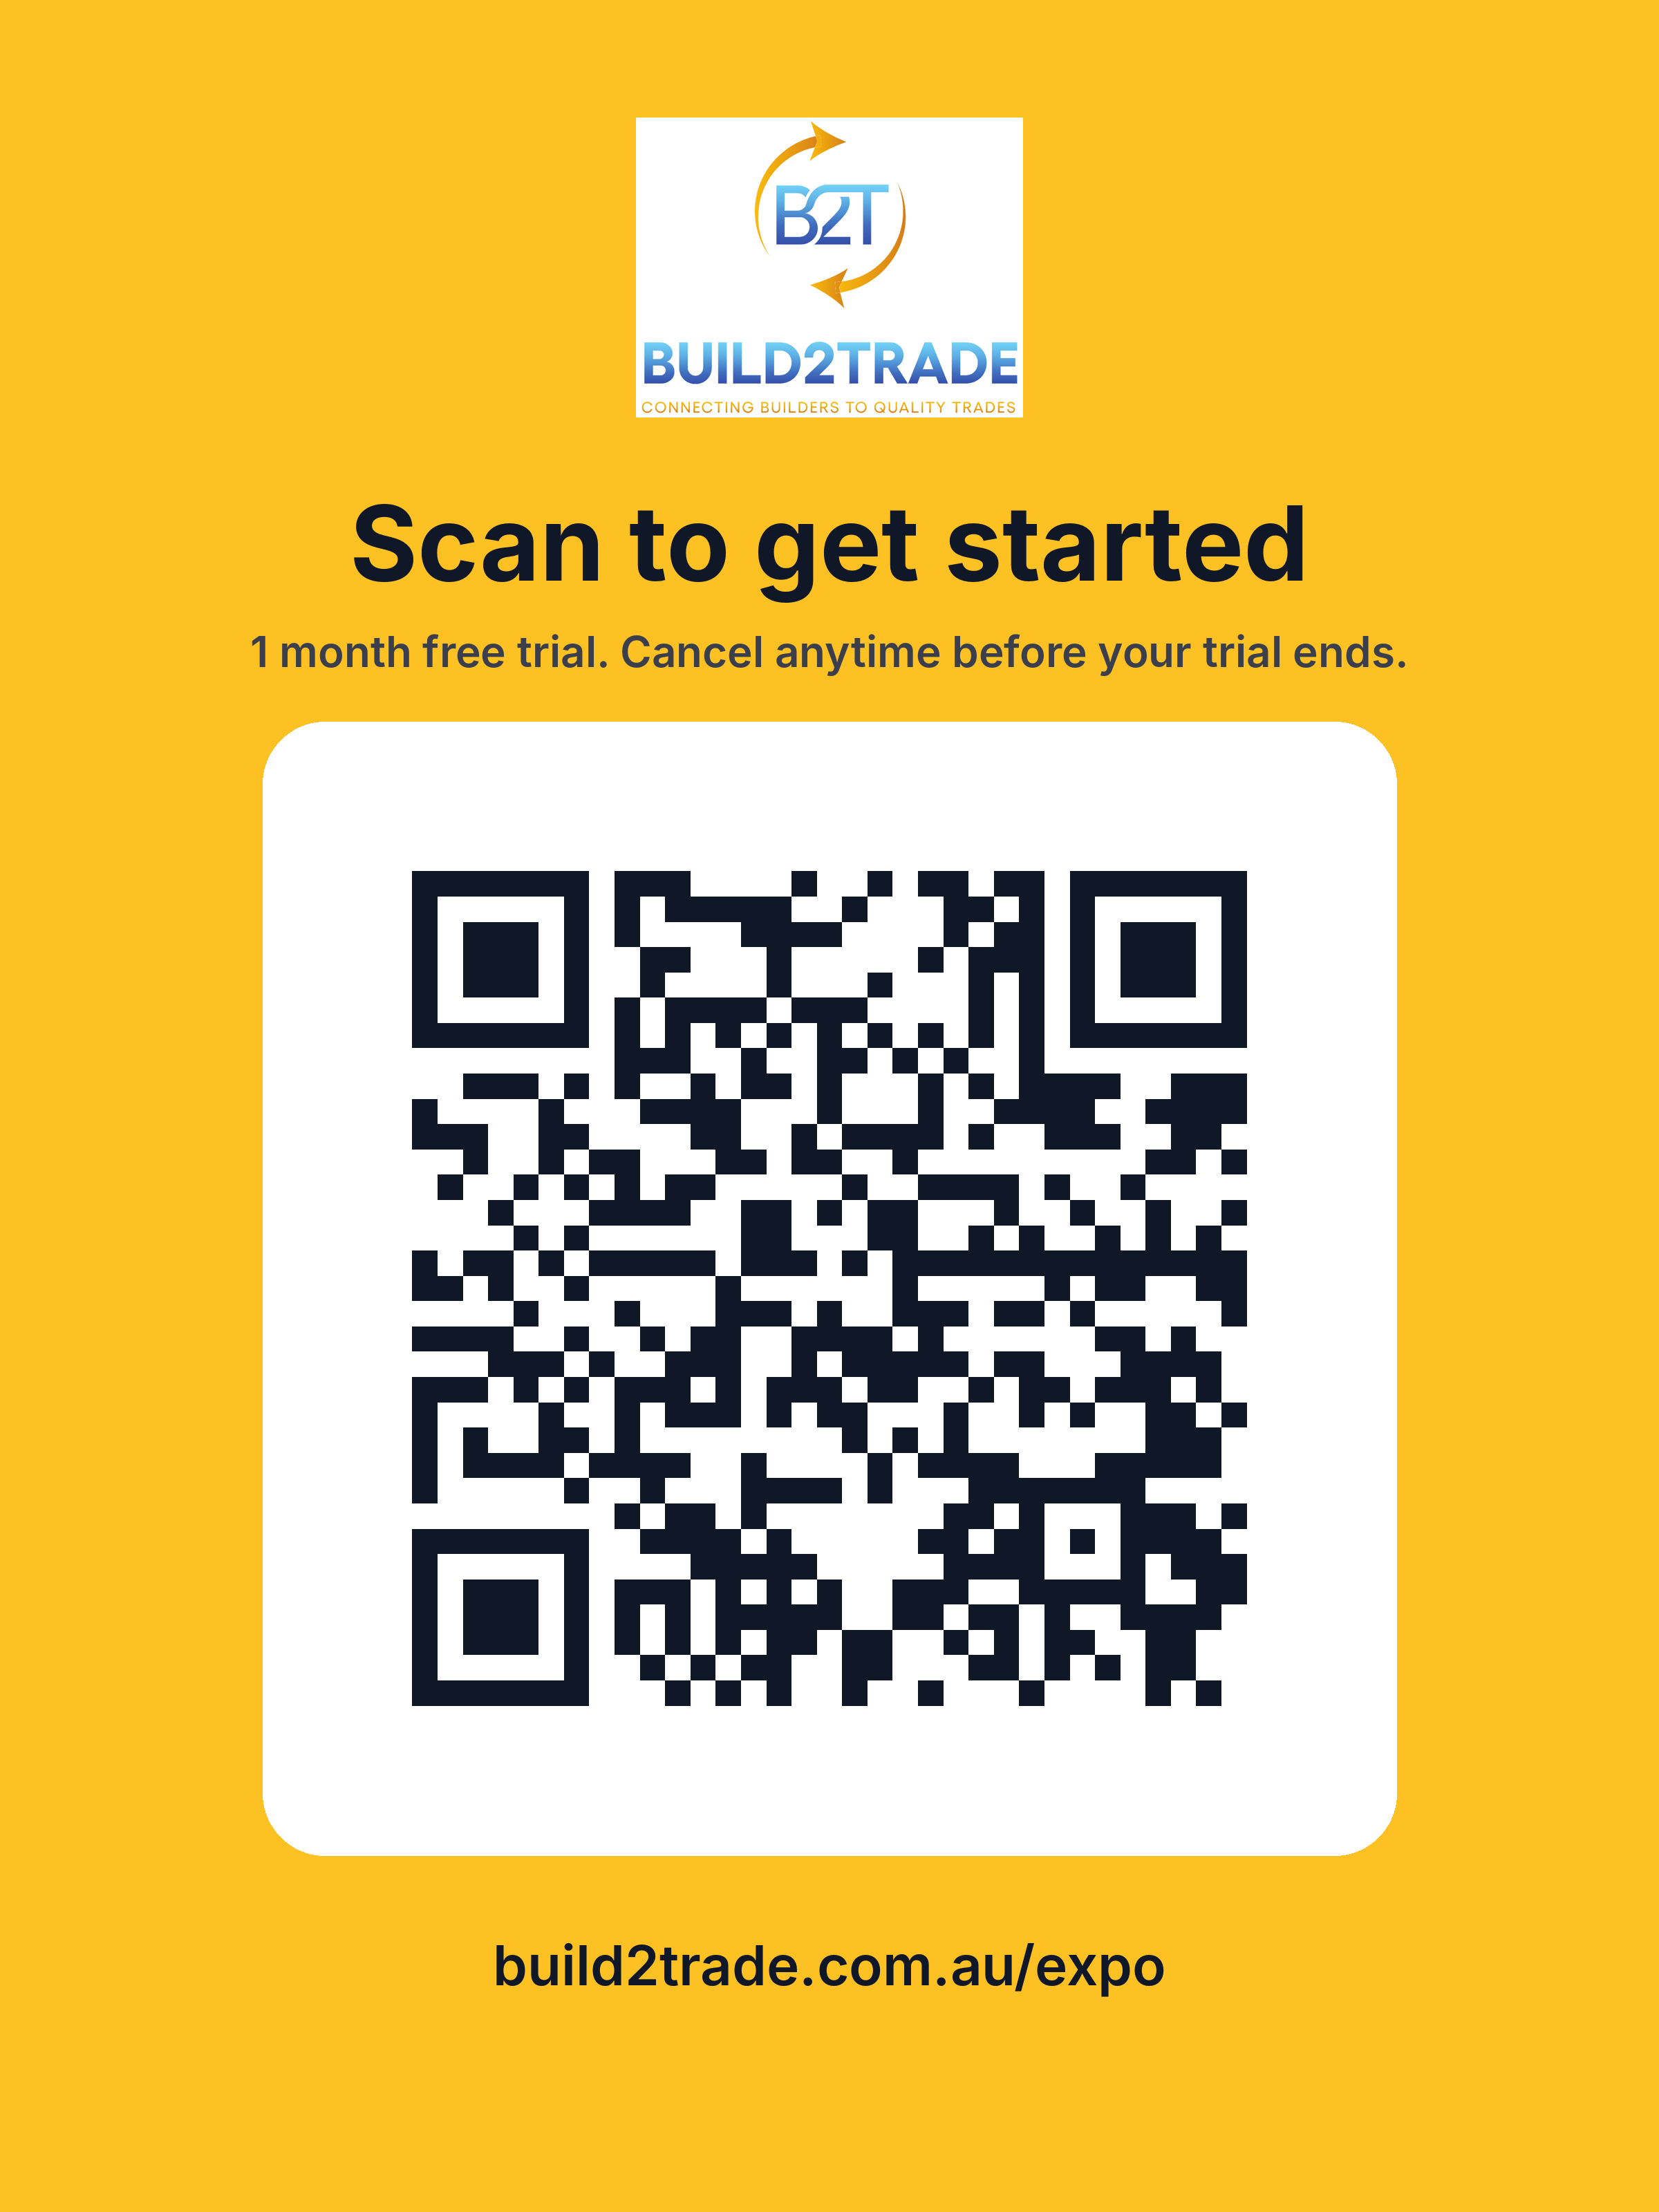 B2T
BUILD2TRADE
CONNECTING BUILDERS TO QUALITY TRADES
Scan to get started
1 month free trial. Cancel anytime before your trial ends.
build2trade.com.au/expo